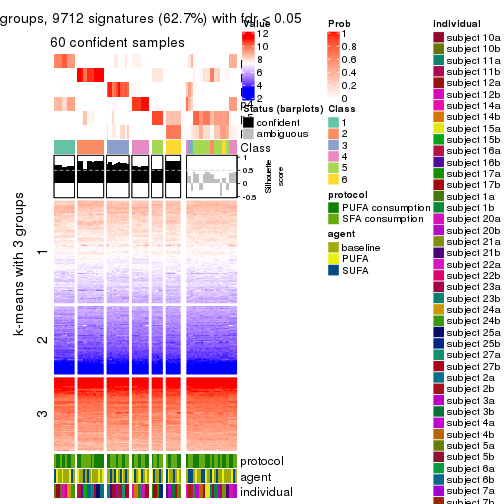 groups, 9712 signatures (62.7%) with fdr < 0.05
60 confident samples
Value
12
10
8
6
4
2
Prob
1
0.8
0.6
0.4
0.2
0
Status (barplots)
confident
ambiguous
Class
1
2
3
4
5
6
protocol
PUFA consumption
SFA consumption
agent
baseline
PUFA
SUFA
individual
subject 10a
subject 10b
subject 11a
subject 11b
subject 12a
subject 12b
subject 14a
subject 14b
subject 15a
subject 15b
subject 16a
subject 16b
subject 17a
subject 17b
subject 1a
subject 1b
subject 20a
subject 20b
subject 21a
subject 21b
subject 22a
subject 22b
subject 23a
subject 23b
subject 24a
subject 24b
subject 25a
subject 25b
subject 27a
subject 27b
subject 2a
subject 2b
subject 3a
subject 3b
subject 4a
subject 4b
subject 5a
subject 5b
subject 6a
subject 6b
subject 7a
subject 7b
p4
Class
1
0.5
0
-0.5
Silhouette
score
k-means with 3 groups
1
2
3
protocol
agent
individual